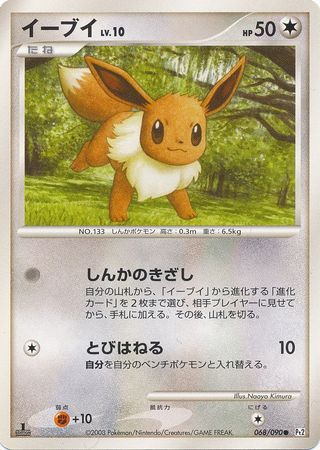 イーブイ LV.10 HP 50
たね
NO.133 しんかポケモン 高さ：0.3m 重さ：6.5kg
しんかのきざし
自分の山札から、「イーブイ」から進化する「進化
カード」を2枚まで選び、相手プレイヤーに見せて
から、手札に加える。その後、山札を切る。
とびはねる 10
自分を自分のベンチポケモンと入れ替える。
Illus.Naoyo Kimura
弱点 抵抗力 にげる
+10
1 EDITION
©2008 Pokémon/Nintendo/Creatures/GAME FREAK.
068/090 Pt2